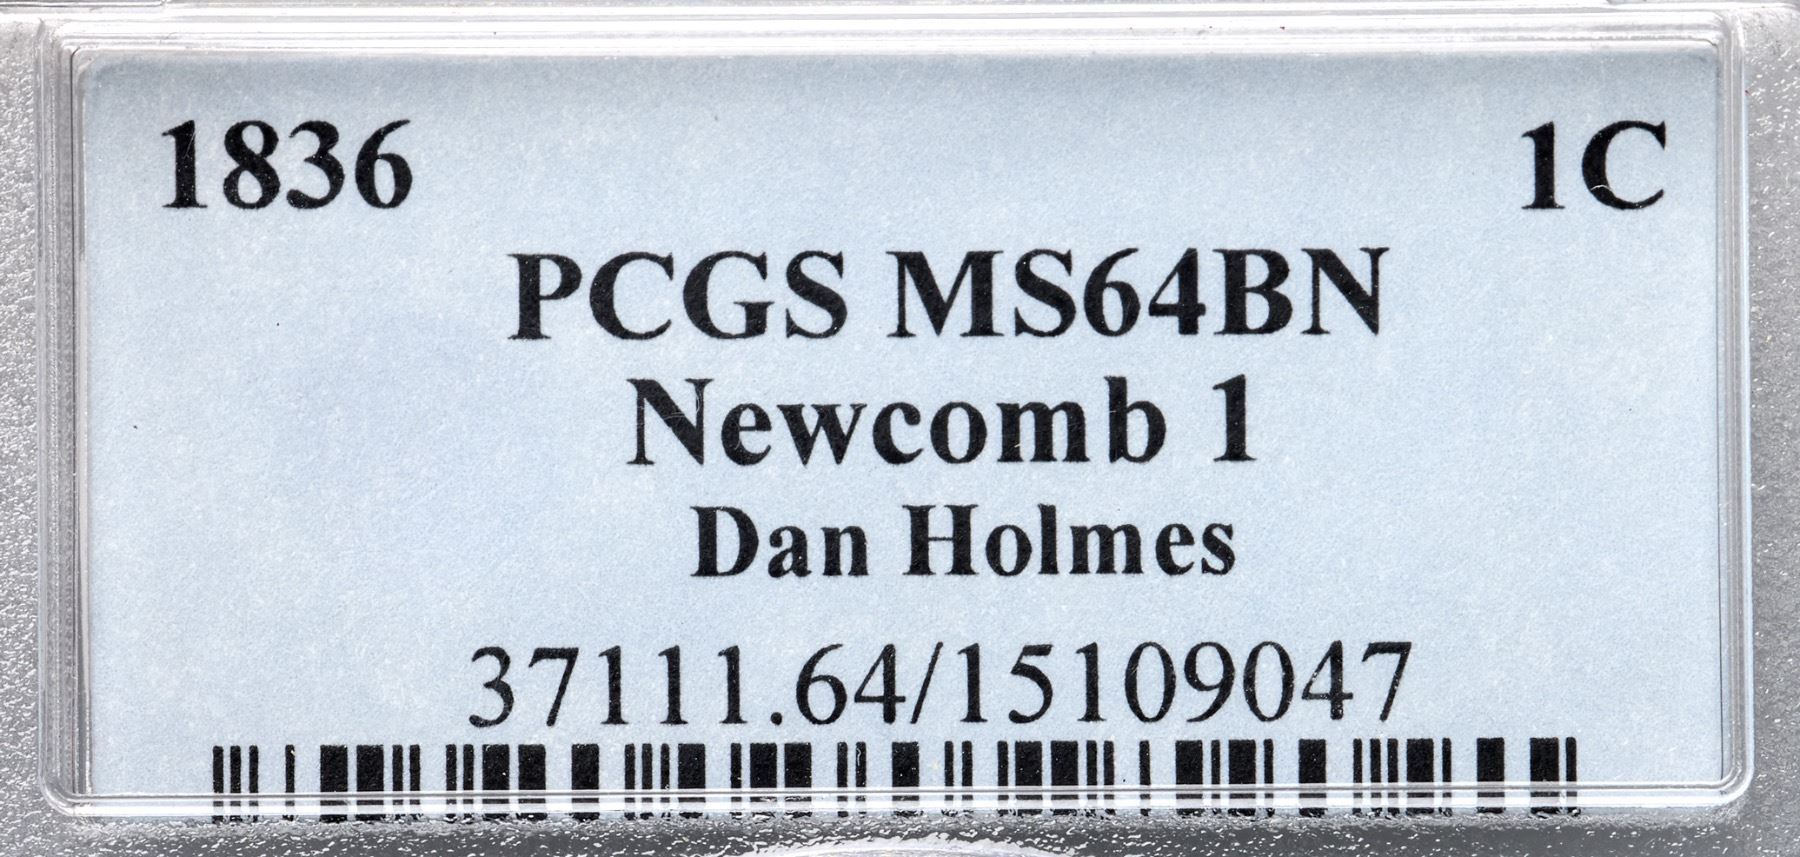 1836 1C
PCGS MS64BN
Newcomb 1
Dan Holmes
37111.64/15109047